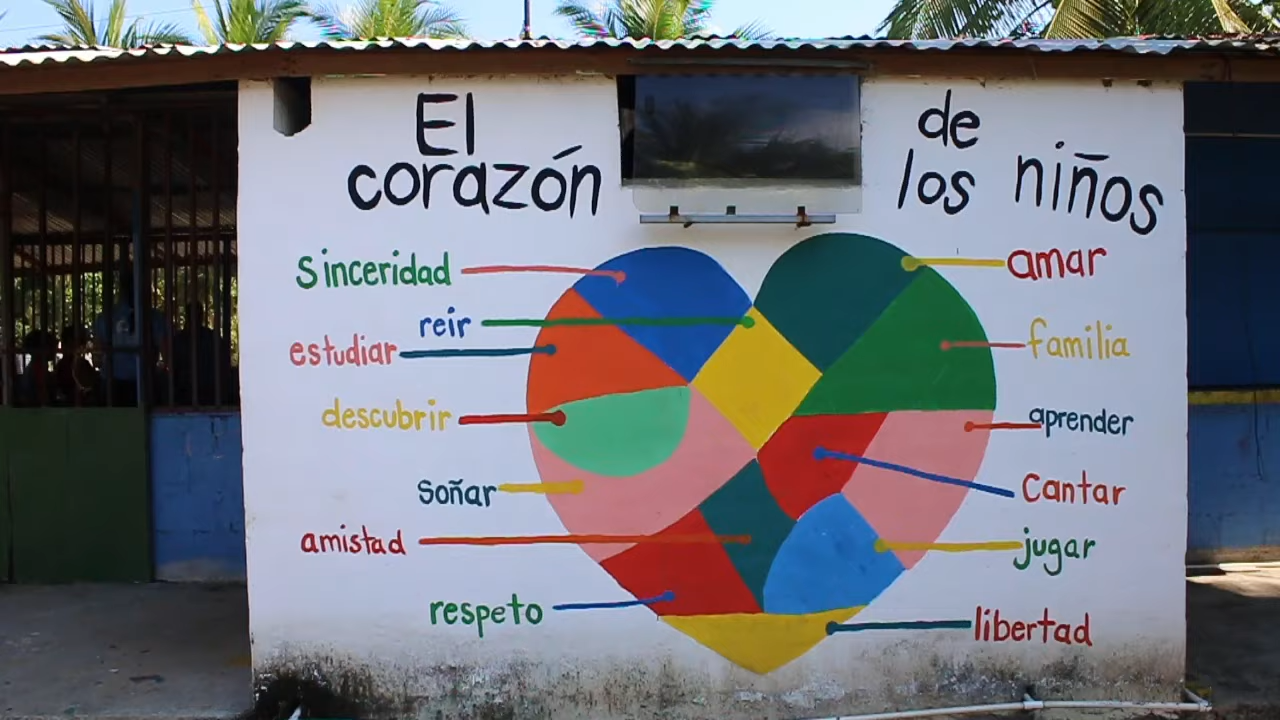 El
corazón
de
los niños
sinceridad
reir
estudiar
descubrir
soñar
amistad
respeto
amar
familia
aprender
cantar
jugar
libertad